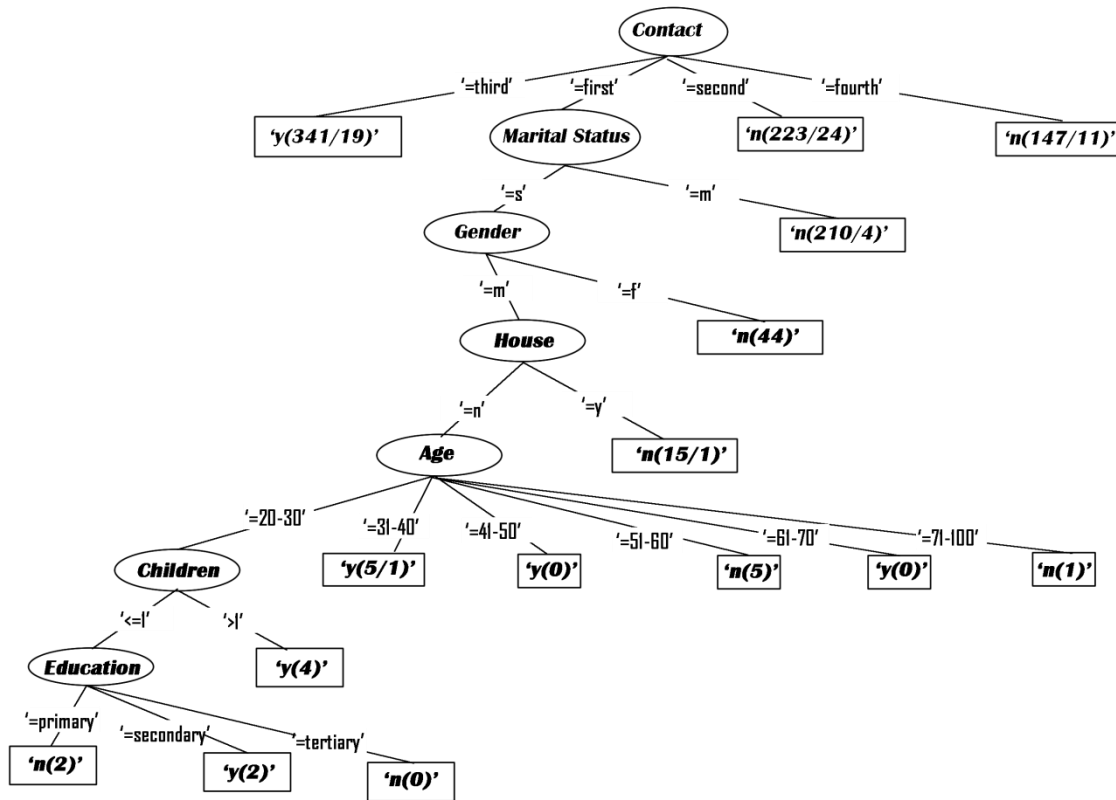 Contact
‘=third’
‘=first’
‘=second’
‘=fourth’
‘y(341/19)’
Marital Status
‘n(223/24)’
‘n(147/11)’
‘=s’
‘=m’
Gender
‘n(210/4)’
‘=m’
‘=f’
House
‘n(44)’
‘=n’
‘=y’
Age
‘n(15/1)’
‘=20-30’
‘=31-40’
‘=41-50’
‘=51-60’
‘=61-70’
‘=71-100’
Children
‘y(5/1)’
‘y(0)’
‘n(5)’
‘y(0)’
‘n(1)’
‘<=1’
‘>1’
Education
‘y(4)’
‘=primary’
‘=secondary’
‘=tertiary’
‘n(2)’
‘y(2)’
‘n(0)’